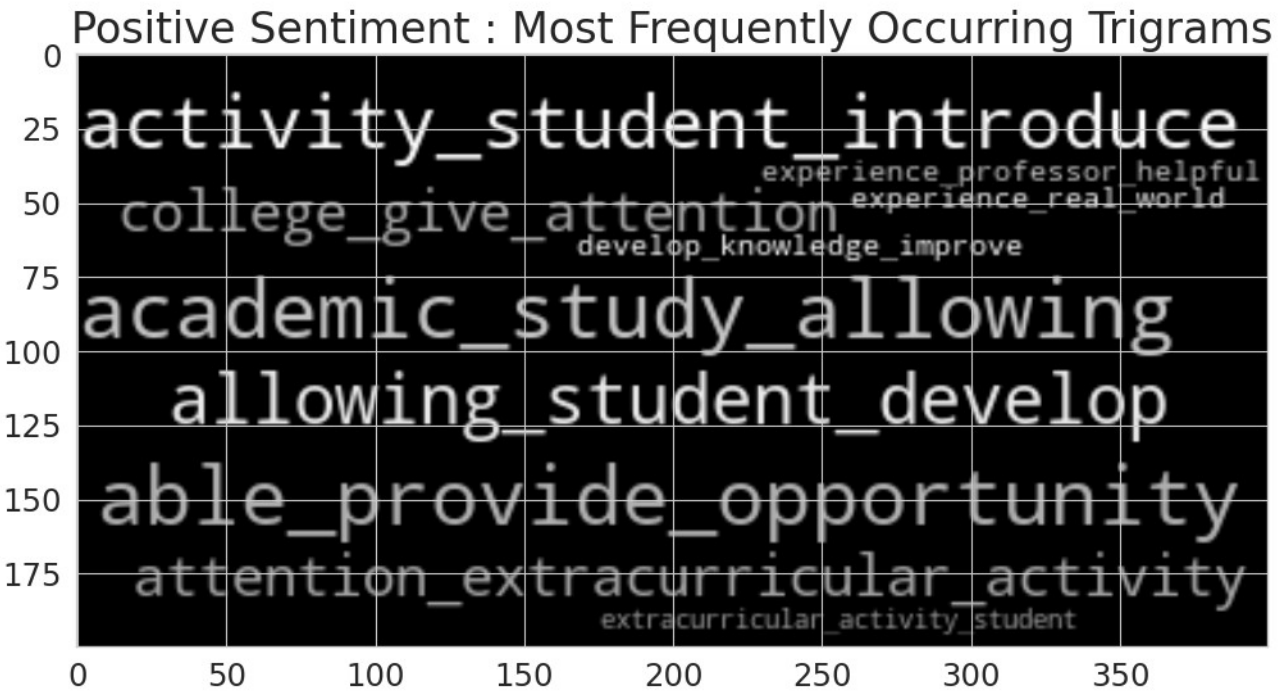 Positive Sentiment : Most Frequently Occurring Trigrams
0
activity_student_introduce
25
experience_professor_helpful
experience_real_world
50
college_give_attention
develop_knowledge_improve
75
academic_study_allowing
100
allowing_student_develop
125
able_provide_opportunity
150
attention_extracurricular_activity
175
extracurricular_activity_student
0 50 100 150 200 250 300 350